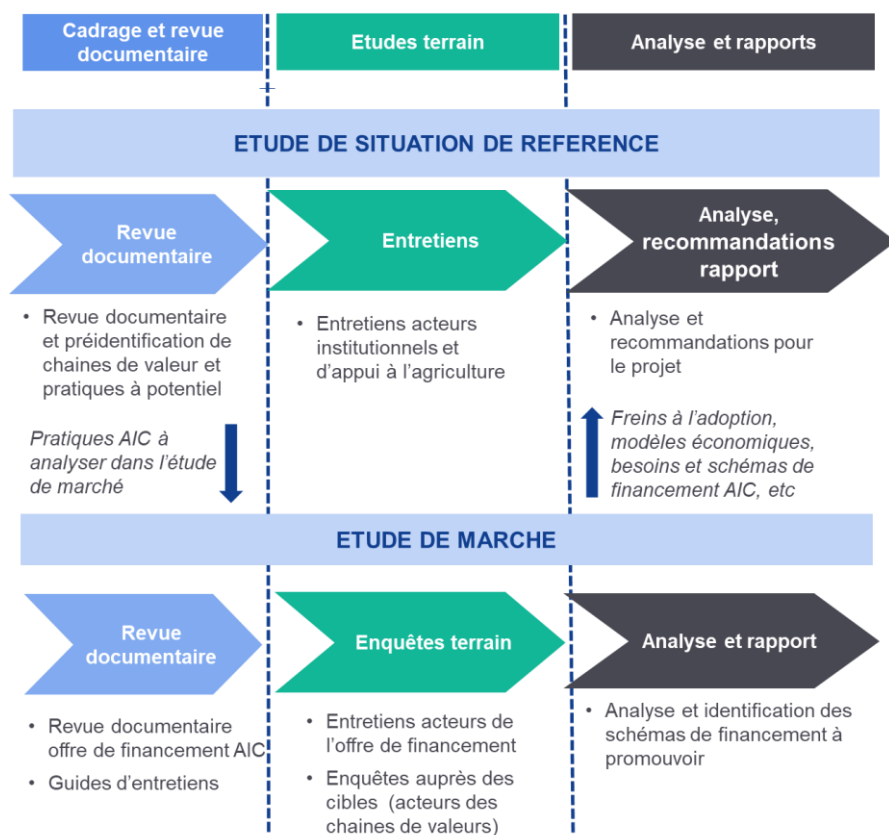 Cadrage et revue
documentaire
Etudes terrain
Analyse et rapports
ETUDE DE SITUATION DE REFERENCE
Revue
documentaire
Entretiens
Analyse,
recommandations
rapport
• Revue documentaire
et préidentification de
chaines de valeur et
pratiques à potentiel
• Entretiens acteurs
institutionnels et
d'appui à l'agriculture
• Analyse et
recommandations pour
le projet
Pratiques AIC à
analyser dans l'étude
de marché
Freins à l'adoption,
modèles économiques,
besoins et schémas de
financement AIC, etc
ETUDE DE MARCHE
Revue
documentaire
Enquêtes terrain
Analyse et rapport
• Revue documentaire
offre de financement AIC
• Guides d'entretiens
• Entretiens acteurs de
l'offre de financement
• Enquêtes auprès des
cibles (acteurs des
chaines de valeurs)
• Analyse et identification des
schémas de financement à
promouvoir